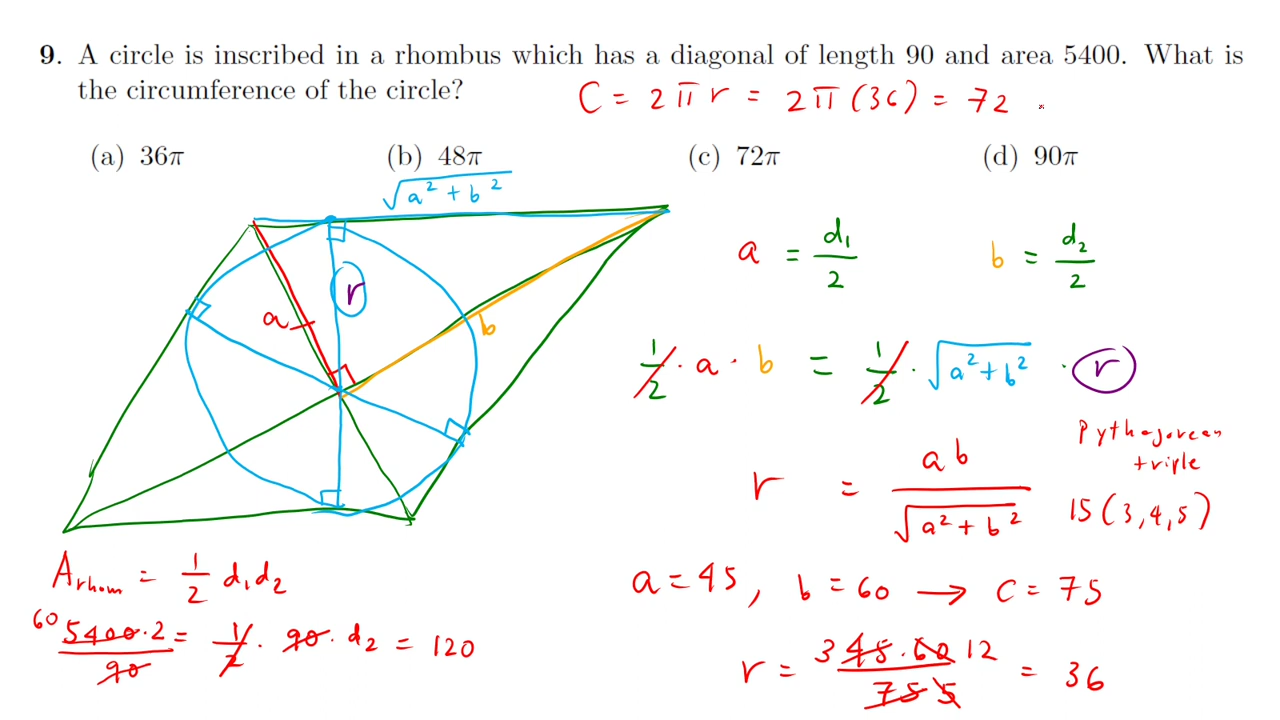 9. A circle is inscribed in a rhombus which has a diagonal of length 90 and area 5400. What is
the circumference of the circle?
C = 2πr = 2π(36) = 72
(a) 36π (b) 48π (c) 72π (d) 90π
√(a² + b²)
a = d₁/2
b = d₂/2
r
a
b
1/2 · a · b = 1/2 · √(a² + b²) · r
Pythagorean
triple
r = ab/√(a² + b²)
15(3,4,5)
A rhom = 1/2 d₁d₂
a = 45, b = 60 → c = 75
60 5400·2/90 = 1/2 · 90 · d₂ = 120
r = 3 45·60 12/75 5 = 36